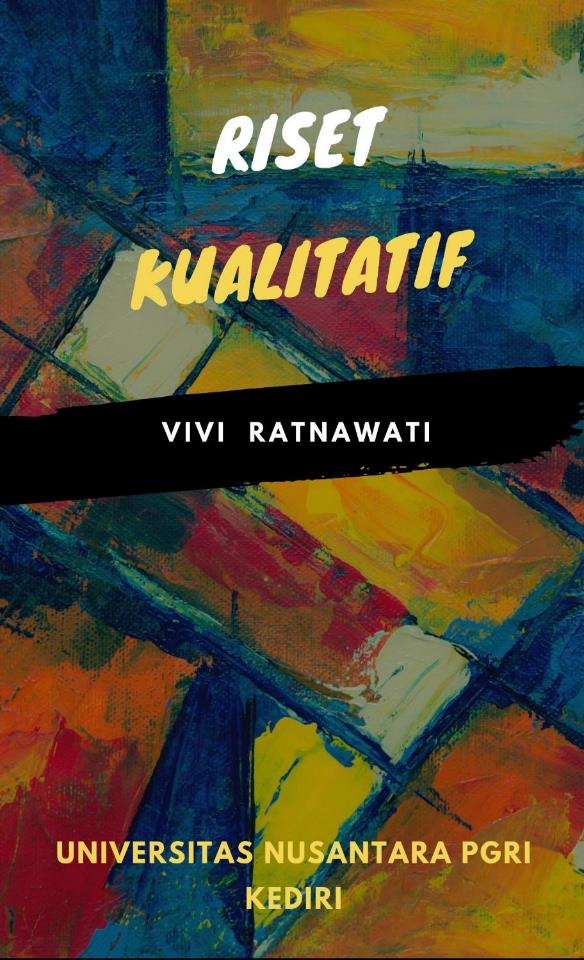 RISET
KUALITATIF
VIVI RATNAWATI
UNIVERSITAS NUSANTARA PGRI
KEDIRI